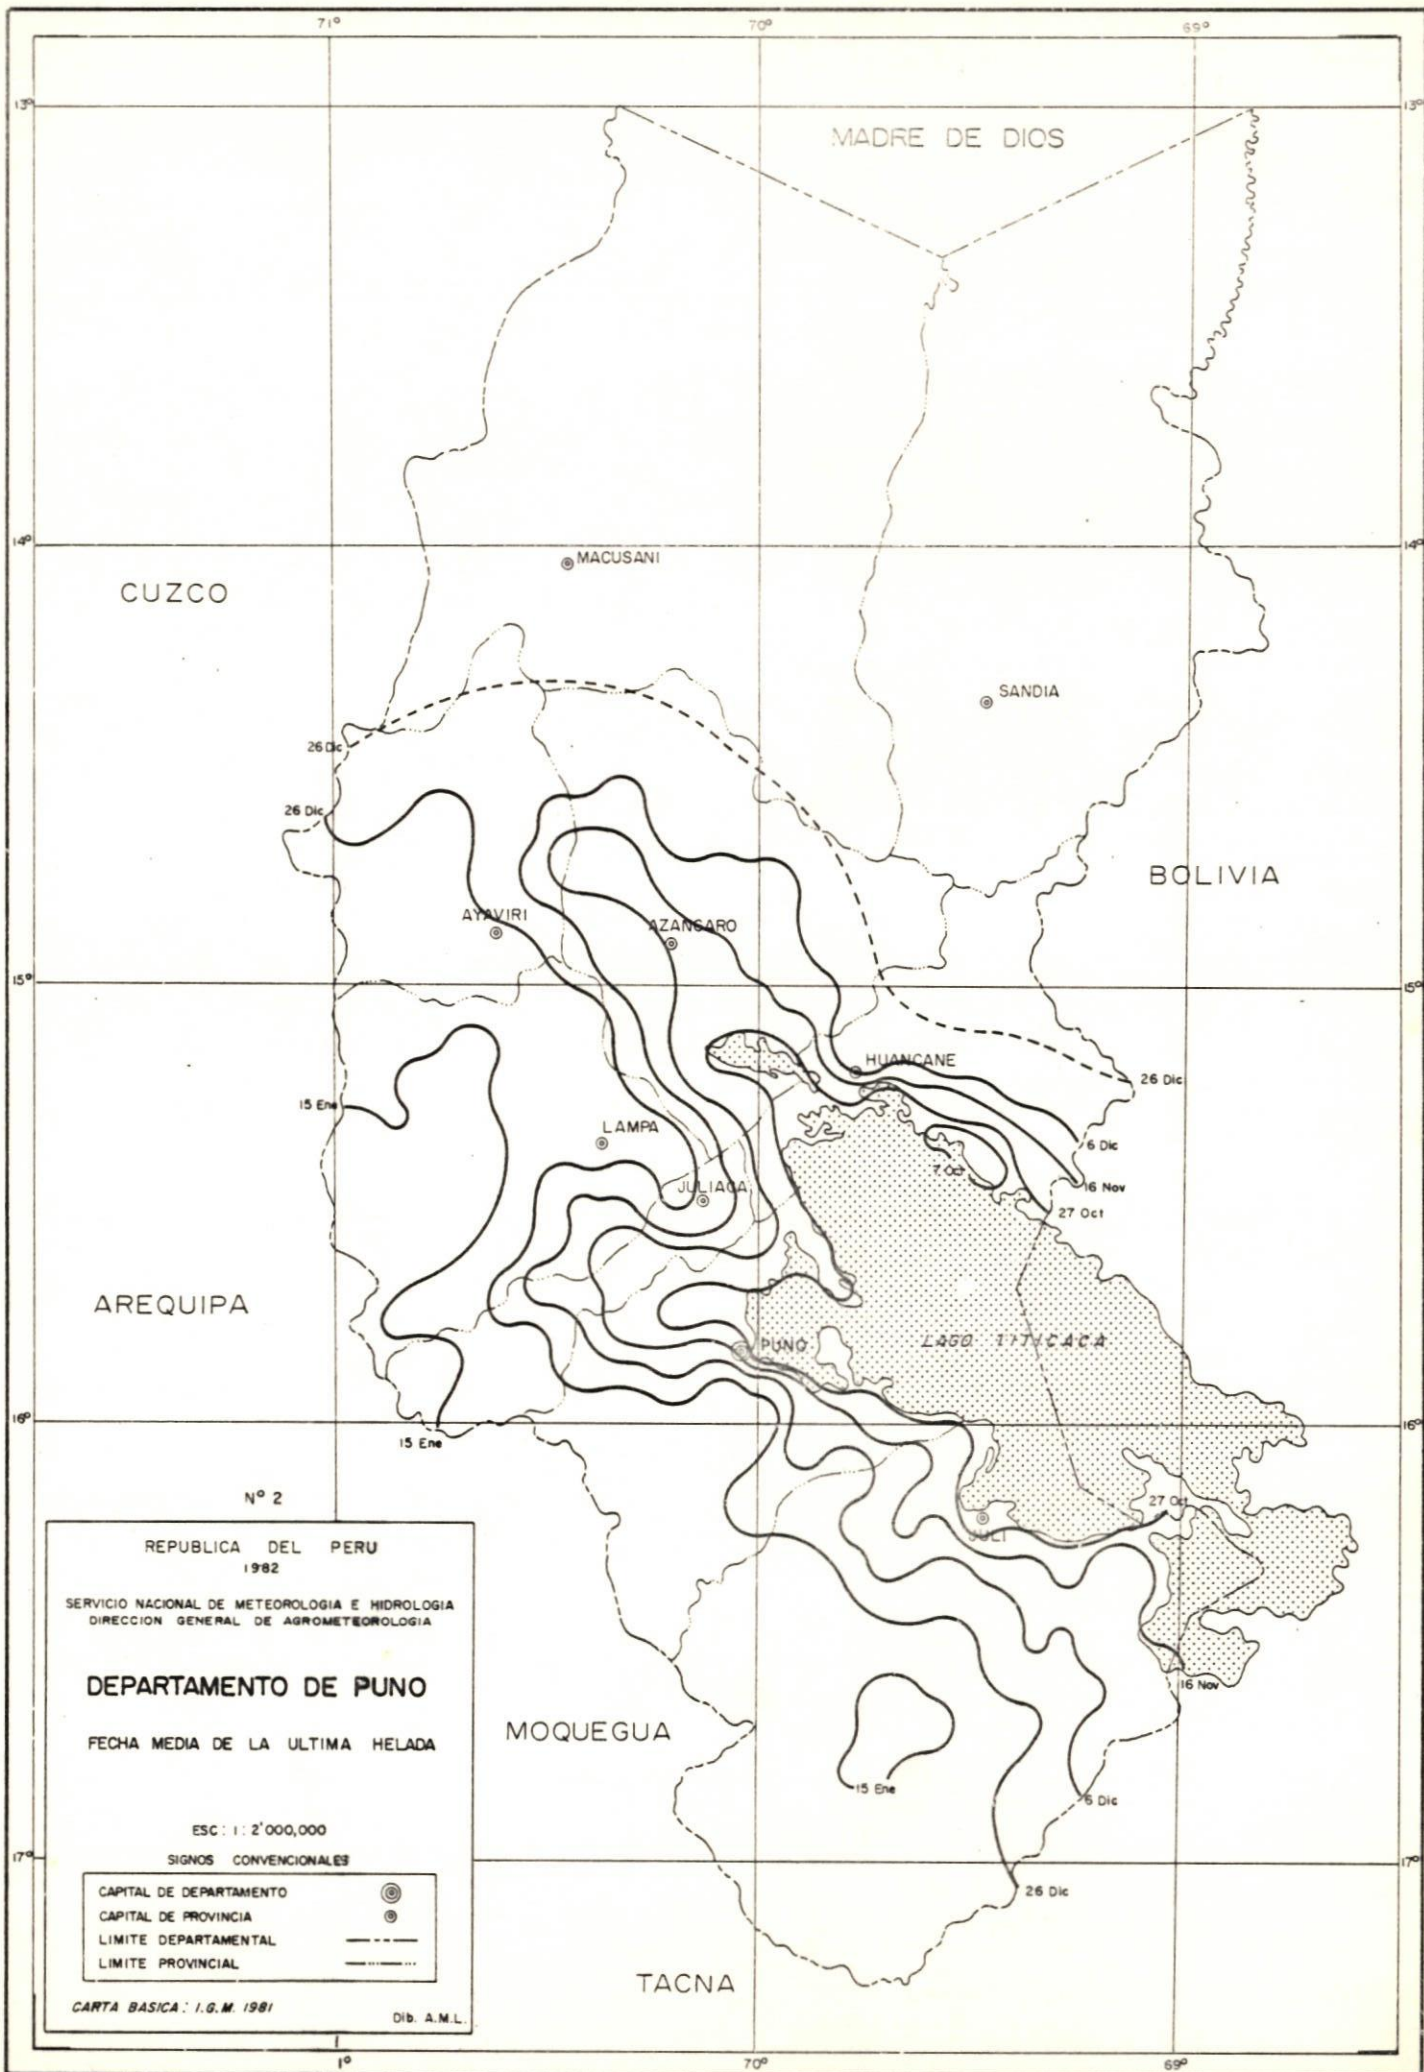 71°
70°
69°
13°
13°
MADRE DE DIOS
14°
14°
MACUSANI
CUZCO
SANDIA
26 Dic
26 Dic
BOLIVIA
AYAVIRI
AZANGARO
15°
15°
HUANCANE
26 Dic
15 Ene
LAMPA
6 Dic
7 Oct
JULIACA
16 Nov
27 Oct
AREQUIPA
LAGO TITICACA
PUNO
16°
16°
15 Ene
27 Oct
JULI
N° 2
REPUBLICA DEL PERU
1982
SERVICIO NACIONAL DE METEOROLOGIA E HIDROLOGIA
DIRECCION GENERAL DE AGROMETEOROLOGIA
DEPARTAMENTO DE PUNO
FECHA MEDIA DE LA ULTIMA HELADA
ESC: 1: 2'000,000
SIGNOS CONVENCIONALES
CAPITAL DE DEPARTAMENTO
CAPITAL DE PROVINCIA
LIMITE DEPARTAMENTAL
LIMITE PROVINCIAL
CARTA BASICA: I.G.M. 1981
Dib. A.M.L.
16 Nov
MOQUEGUA
15 Ene
6 Dic
17°
17°
26 Dic
TACNA
1°
70°
69°